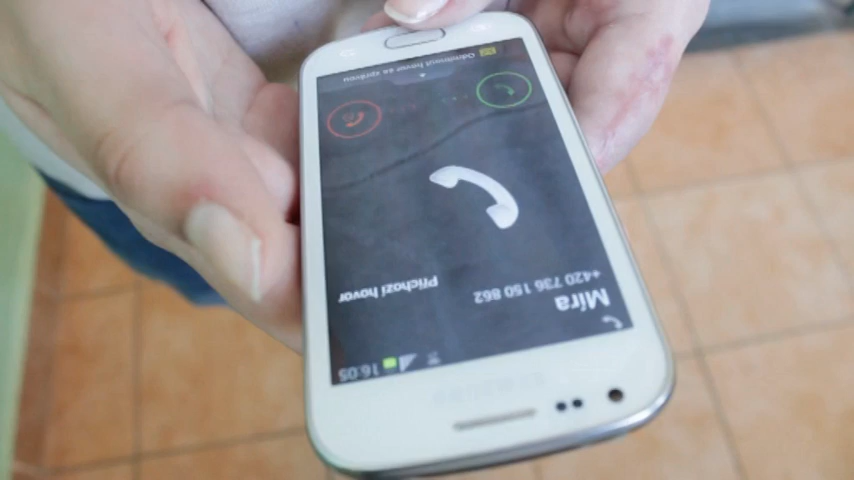 16:05
Míra
+420 736 150 862
Příchozí hovor
Odmítnout hovor se zprávou